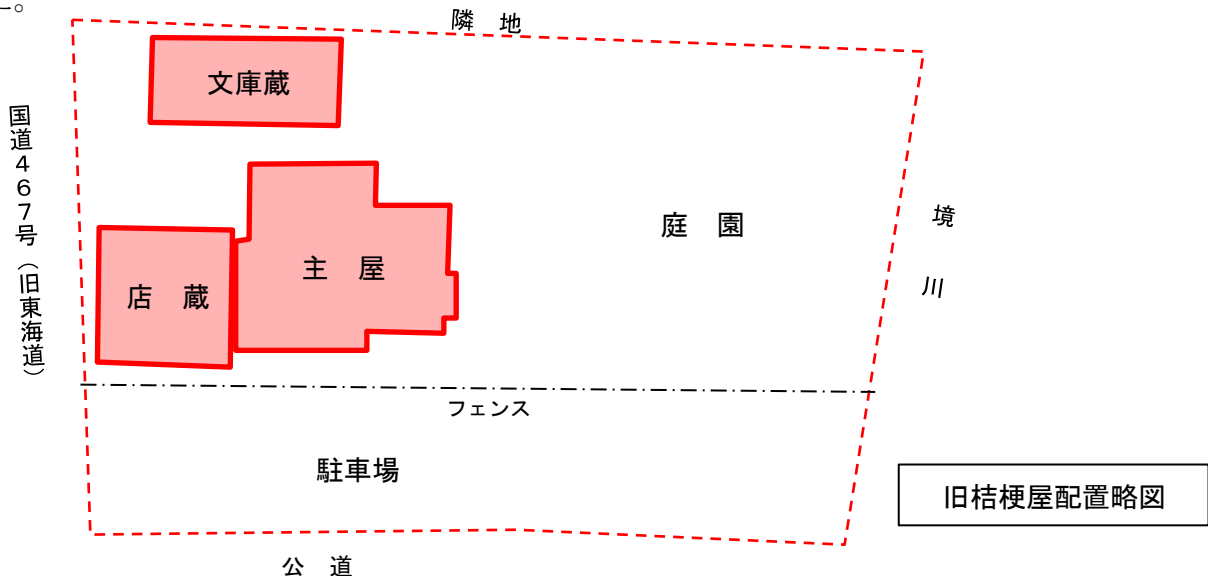 す。
隣　地
文庫蔵
国道４６７号（旧東海道）
主　屋
店　蔵
庭　園
境　川
フェンス
駐車場
旧桔梗屋配置略図
公　道